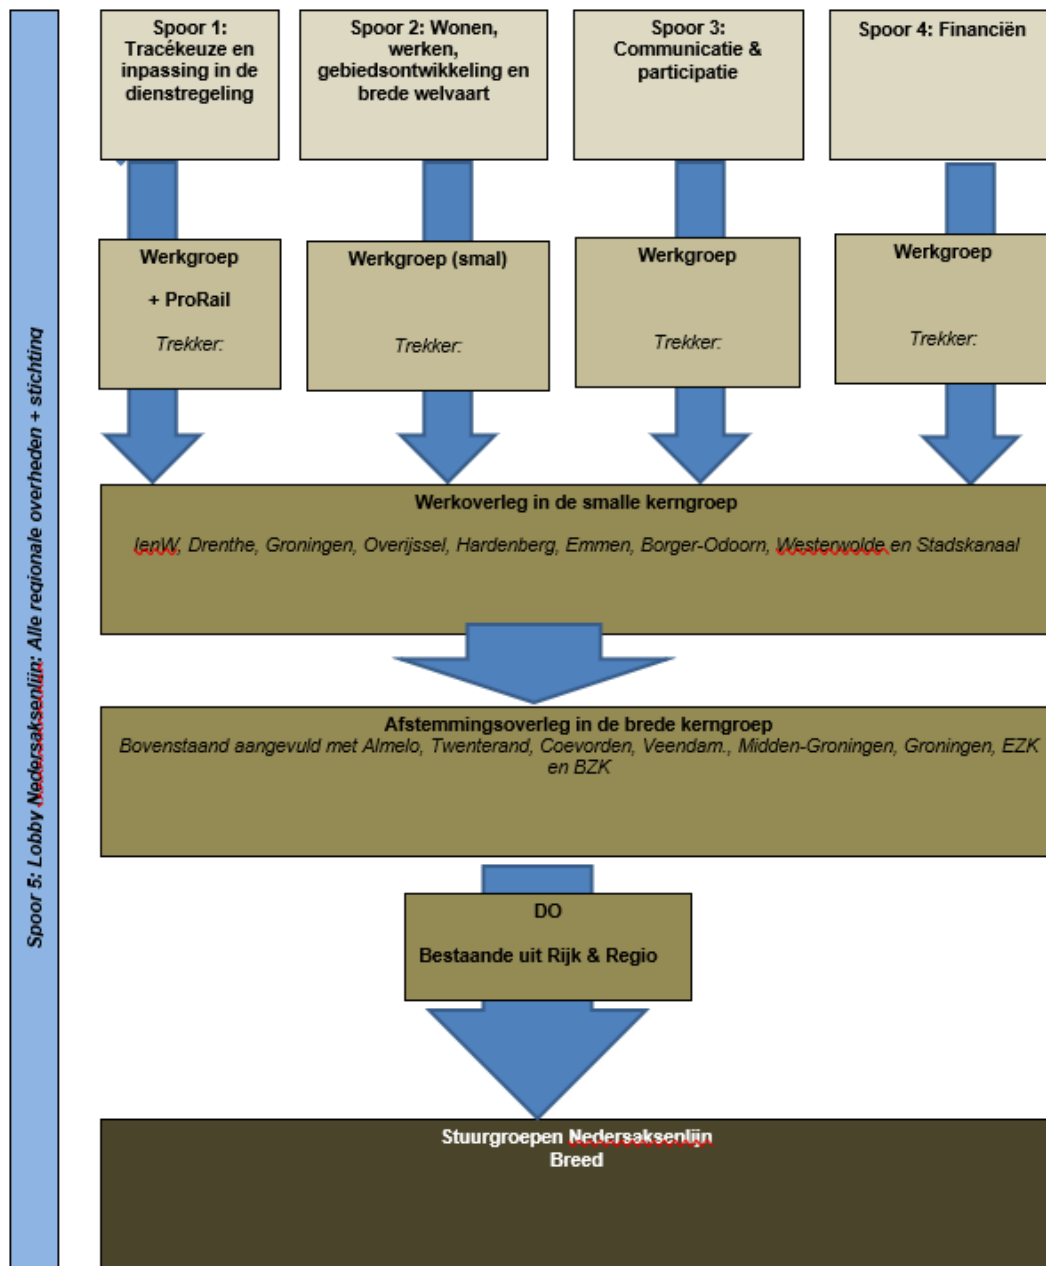 Spoor 1:
Tracékeuze en
inpassing in de
dienstregeling
Spoor 2: Wonen,
werken,
gebiedsontwikkeling en
brede welvaart
Spoor 3:
Communicatie &
participatie
Spoor 4: Financiën
Werkgroep
+ ProRail
Trekker:
Werkgroep (smal)
Trekker:
Werkgroep
Trekker:
Werkgroep
Trekker:
Spoor 5: Lobby Nedersaksenlijn: Alle regionale overheden + stichting
Werkoverleg in de smalle kerngroep
IenW, Drenthe, Groningen, Overijssel, Hardenberg, Emmen, Borger-Odoorn, Westerwolde en Stadskanaal
Afstemmingsoverleg in de brede kerngroep
Bovenstaand aangevuld met Almelo, Twenterand, Coevorden, Veendam., Midden-Groningen, Groningen, EZK
en BZK
DO
Bestaande uit Rijk & Regio
Stuurgroepen Nedersaksenlijn
Breed